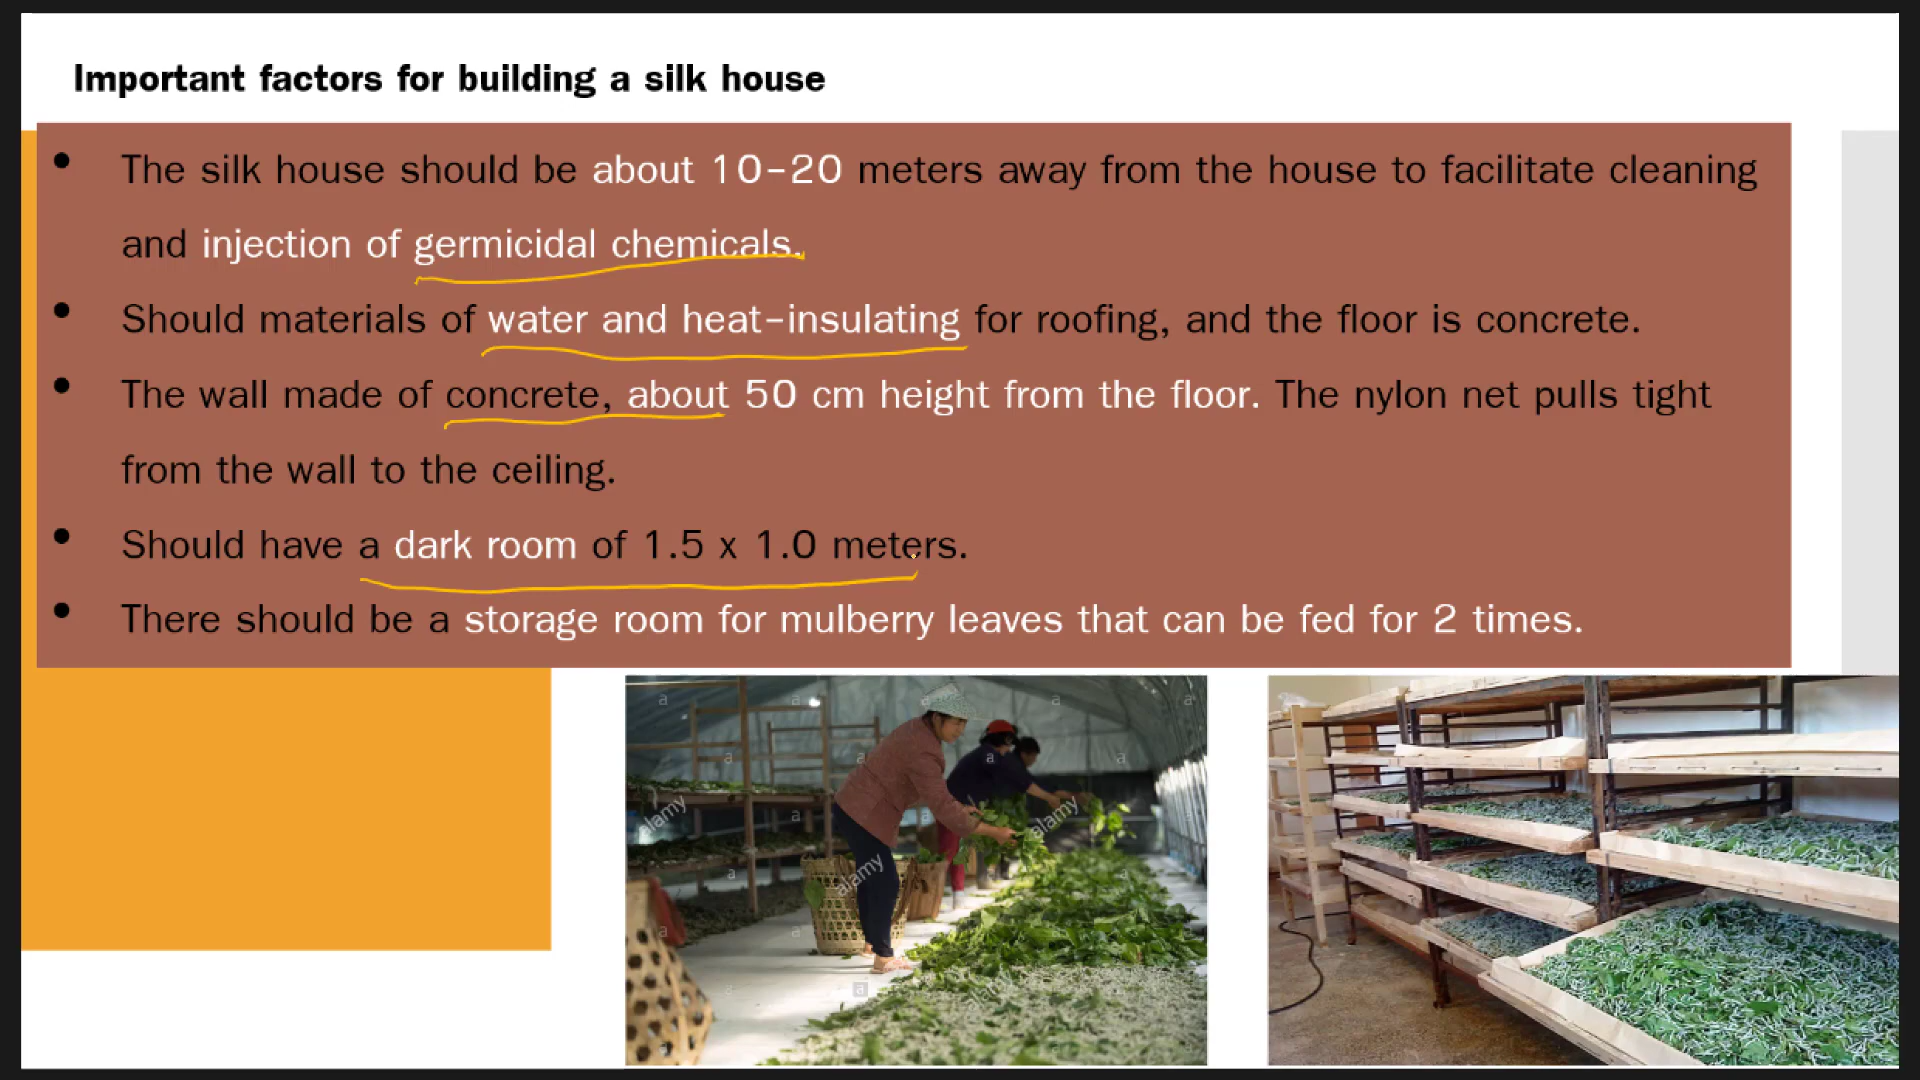 Important factors for building a silk house
• The silk house should be about 10-20 meters away from the house to facilitate cleaning
and injection of germicidal chemicals.
• Should materials of water and heat-insulating for roofing, and the floor is concrete.
• The wall made of concrete, about 50 cm height from the floor. The nylon net pulls tight
from the wall to the ceiling.
• Should have a dark room of 1.5 x 1.0 meters.
• There should be a storage room for mulberry leaves that can be fed for 2 times.
a a a a
a a a a
alamy a a alamy a
a alamy a
a a a
a a
alamy